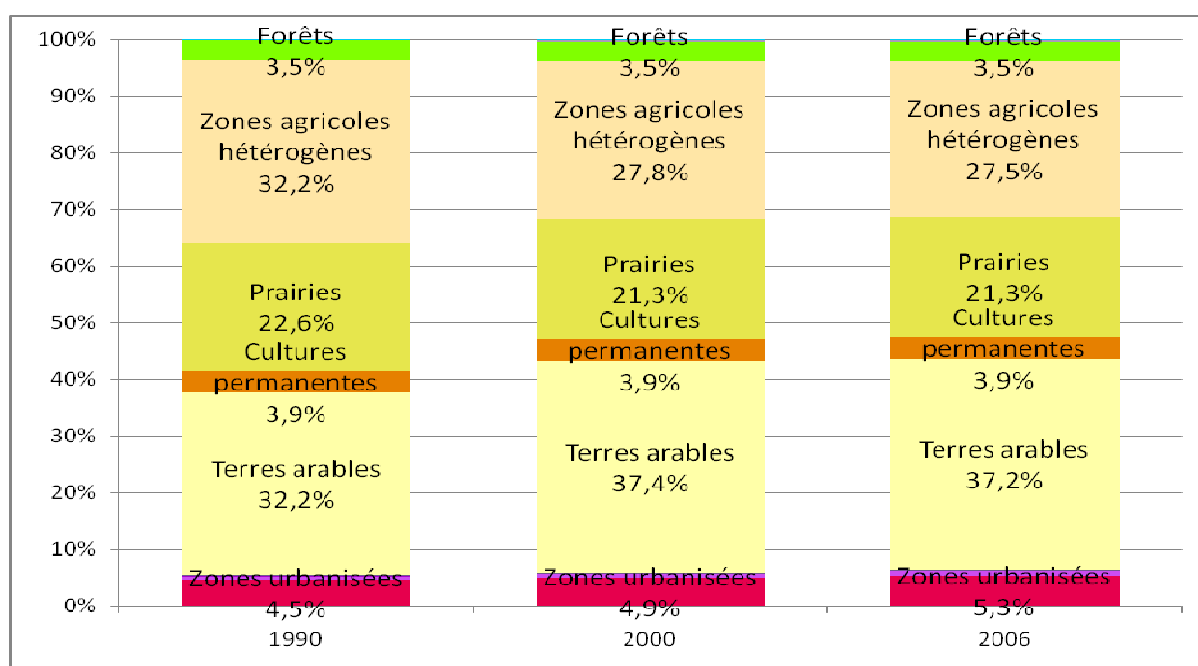 100%
90%
80%
70%
60%
50%
40%
30%
20%
10%
0%
Forêts
3,5%
Zones agricoles
hétérogènes
32,2%
Prairies
22,6%
Cultures
permanentes
3,9%
Terres arables
32,2%
Zones urbanisées
4,5%
1990
Forêts
3,5%
Zones agricoles
hétérogènes
27,8%
Prairies
21,3%
Cultures
permanentes
3,9%
Terres arables
37,4%
Zones urbanisées
4,9%
2000
Forêts
3,5%
Zones agricoles
hétérogènes
27,5%
Prairies
21,3%
Cultures
permanentes
3,9%
Terres arables
37,2%
Zones urbanisées
5,3%
2006